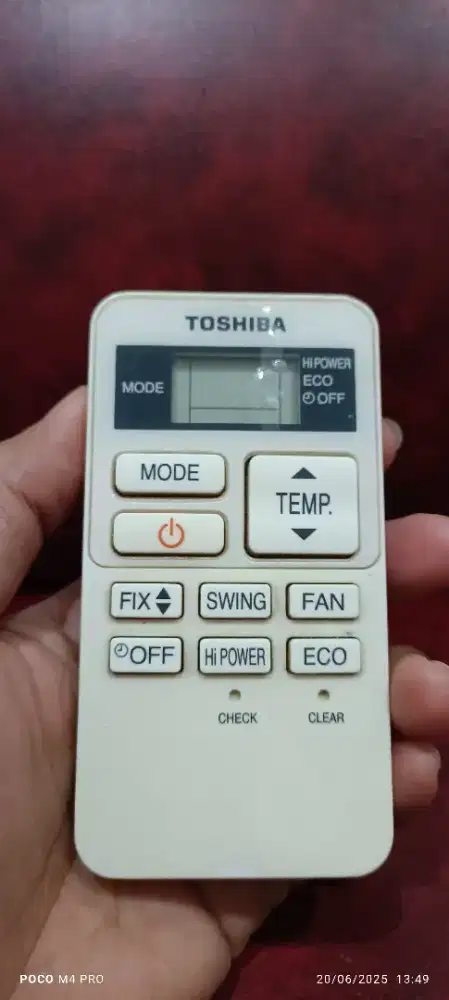 TOSHIBA
MODE
Hi POWER
ECO
OFF
MODE
TEMP.
FIX
SWING
FAN
OFF
Hi POWER
ECO
CHECK
CLEAR
POCO M4 PRO
20/06/2025 13:49